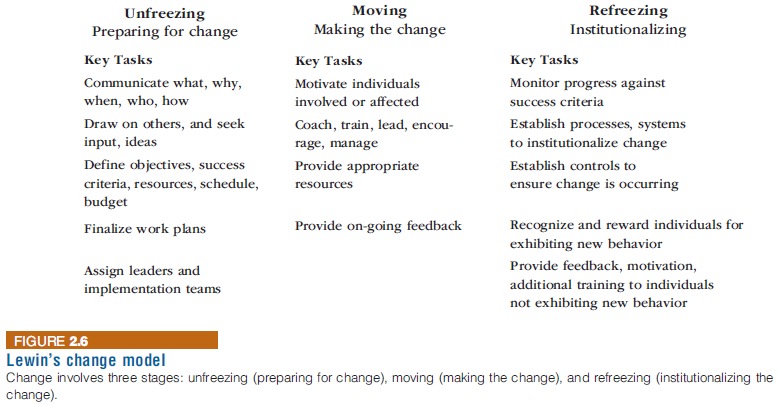 Unfreezing
Preparing for change
Key Tasks
Communicate what, why,
when, who, how
Draw on others, and seek
input, ideas
Define objectives, success
criteria, resources, schedule,
budget
Finalize work plans
Assign leaders and
implementation teams
Moving
Making the change
Key Tasks
Motivate individuals
involved or affected
Coach, train, lead, encou-
rage, manage
Provide appropriate
resources
Provide on-going feedback
Refreezing
Institutionalizing
Key Tasks
Monitor progress against
success criteria
Establish processes, systems
to institutionalize change
Establish controls to
ensure change is occurring
Recognize and reward individuals for
exhibiting new behavior
Provide feedback, motivation,
additional training to individuals
not exhibiting new behavior
FIGURE 2.6
Lewin's change model
Change involves three stages: unfreezing (preparing for change), moving (making the change), and refreezing (institutionalizing the
change).